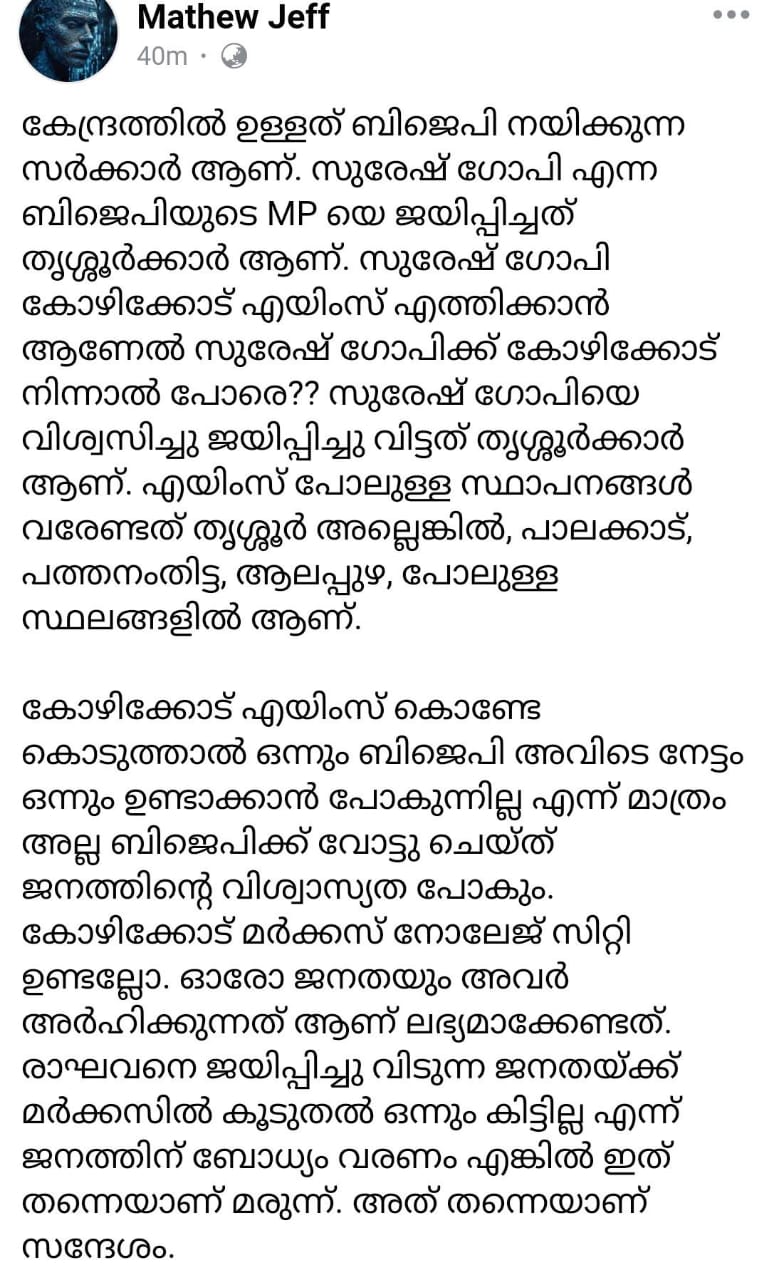 Mathew Jeff
40m ·
കേന്ദ്രത്തിൽ ഉള്ളത് ബിജെപി നയിക്കുന്ന
സർക്കാർ ആണ്. സുരേഷ് ഗോപി എന്ന
ബിജെപിയുടെ MP യെ ജയിപ്പിച്ചത്
തൃശ്ശൂർക്കാർ ആണ്. സുരേഷ് ഗോപി
കോഴിക്കോട് എയിംസ് എത്തിക്കാൻ
ആണേൽ സുരേഷ് ഗോപിക്ക് കോഴിക്കോട്
നിന്നാൽ പോരെ?? സുരേഷ് ഗോപിയെ
വിശ്വസിച്ചു ജയിപ്പിച്ചു വിട്ടത് തൃശ്ശൂർക്കാർ
ആണ്. എയിംസ് പോലുള്ള സ്ഥാപനങ്ങൾ
വരേണ്ടത് തൃശ്ശൂർ അല്ലെങ്കിൽ, പാലക്കാട്,
പത്തനംതിട്ട, ആലപ്പുഴ, പോലുള്ള
സ്ഥലങ്ങളിൽ ആണ്.
കോഴിക്കോട് എയിംസ് കൊണ്ടേ
കൊടുത്താൽ ഒന്നും ബിജെപി അവിടെ നേട്ടം
ഒന്നും ഉണ്ടാക്കാൻ പോകുന്നില്ല എന്ന് മാത്രം
അല്ല ബിജെപിക്ക് വോട്ടു ചെയ്ത്
ജനത്തിന്റെ വിശ്വാസ്യത പോകും.
കോഴിക്കോട് മർക്കസ് നോലേജ് സിറ്റി
ഉണ്ടല്ലോ. ഓരോ ജനതയും അവർ
അർഹിക്കുന്നത് ആണ് ലഭ്യമാക്കേണ്ടത്.
രാഘവനെ ജയിപ്പിച്ചു വിടുന്ന ജനതയ്ക്ക്
മർക്കസിൽ കൂടുതൽ ഒന്നും കിട്ടില്ല എന്ന്
ജനത്തിന് ബോധ്യം വരണം എങ്കിൽ ഇത്
തന്നെയാണ് മരുന്ന്. അത് തന്നെയാണ്
സന്ദേശം.